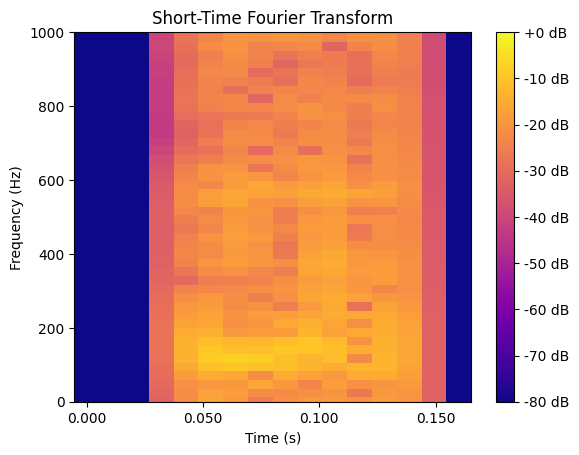 Short-Time Fourier Transform
1000
800
600
400
200
0
Frequency (Hz)
0.000
0.050
0.100
0.150
Time (s)
+0 dB
-10 dB
-20 dB
-30 dB
-40 dB
-50 dB
-60 dB
-70 dB
-80 dB